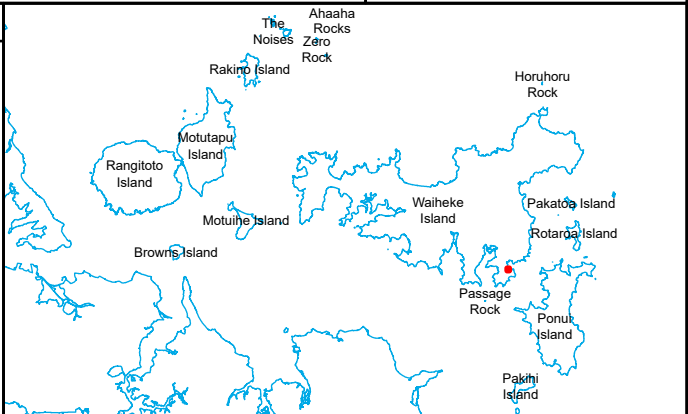 The
Noises
Ahaaha
Rocks
Zero
Rock
Rakino Island
Horuhoru
Rock
Motutapu
Island
Rangitoto
Island
Waiheke
Island
Pakatoa Island
Motuihe Island
Rotaroa Island
Browns Island
Passage
Rock
Ponui
Island
Pakihi
Island